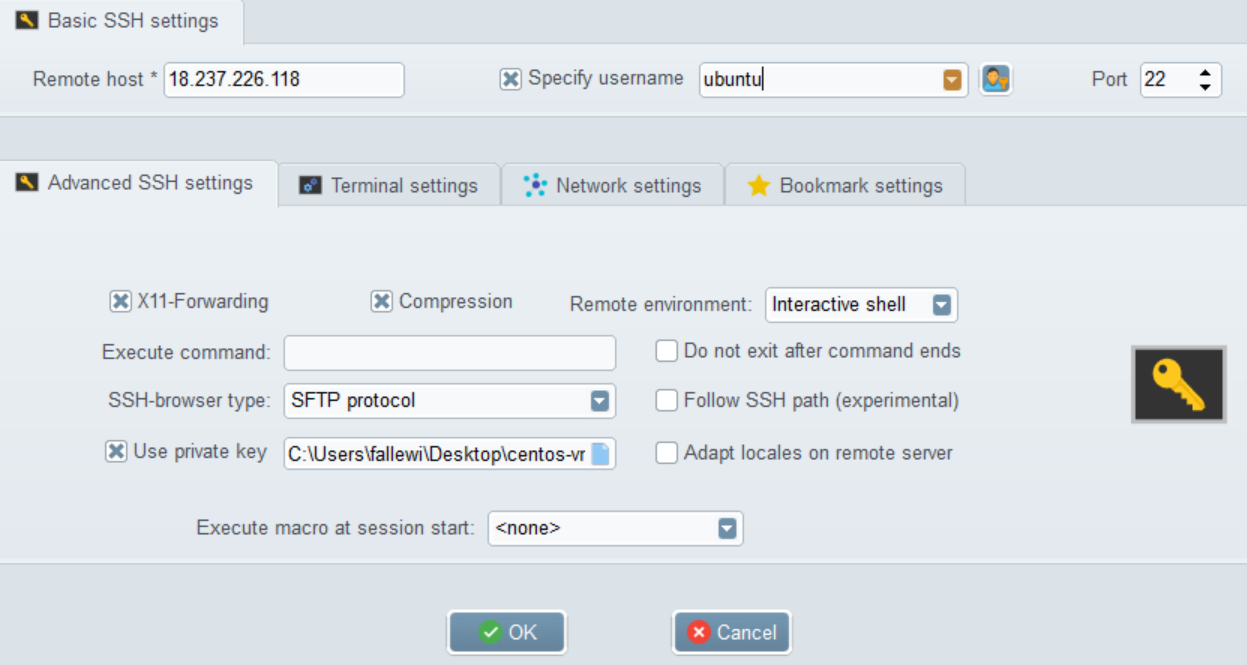 Basic SSH settings
Remote host * 18.237.226.118 Specify username ubuntu Port 22
Advanced SSH settings Terminal settings Network settings Bookmark settings
X11-Forwarding Compression Remote environment: Interactive shell
Execute command: Do not exit after command ends
SSH-browser type: SFTP protocol Follow SSH path (experimental)
Use private key C:\Users\fallewi\Desktop\centos-vr Adapt locales on remote server
Execute macro at session start: <none>
OK Cancel